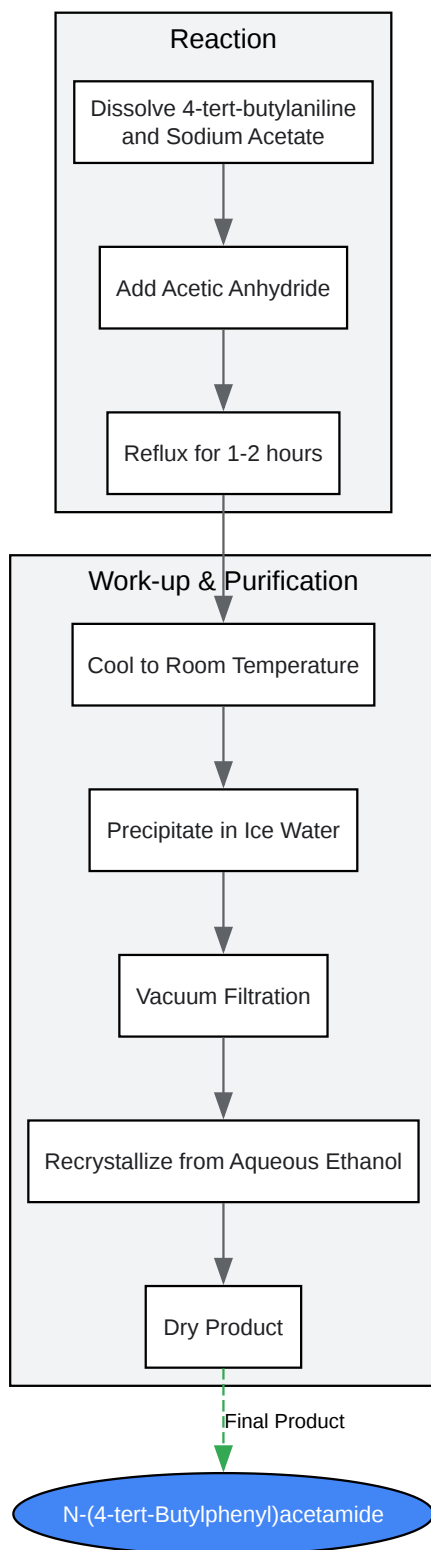 Reaction
Dissolve 4-tert-butylaniline
and Sodium Acetate
Add Acetic Anhydride
Reflux for 1-2 hours
Work-up & Purification
Cool to Room Temperature
Precipitate in Ice Water
Vacuum Filtration
Recrystallize from Aqueous Ethanol
Dry Product
Final Product
N-(4-tert-Butylphenyl)acetamide